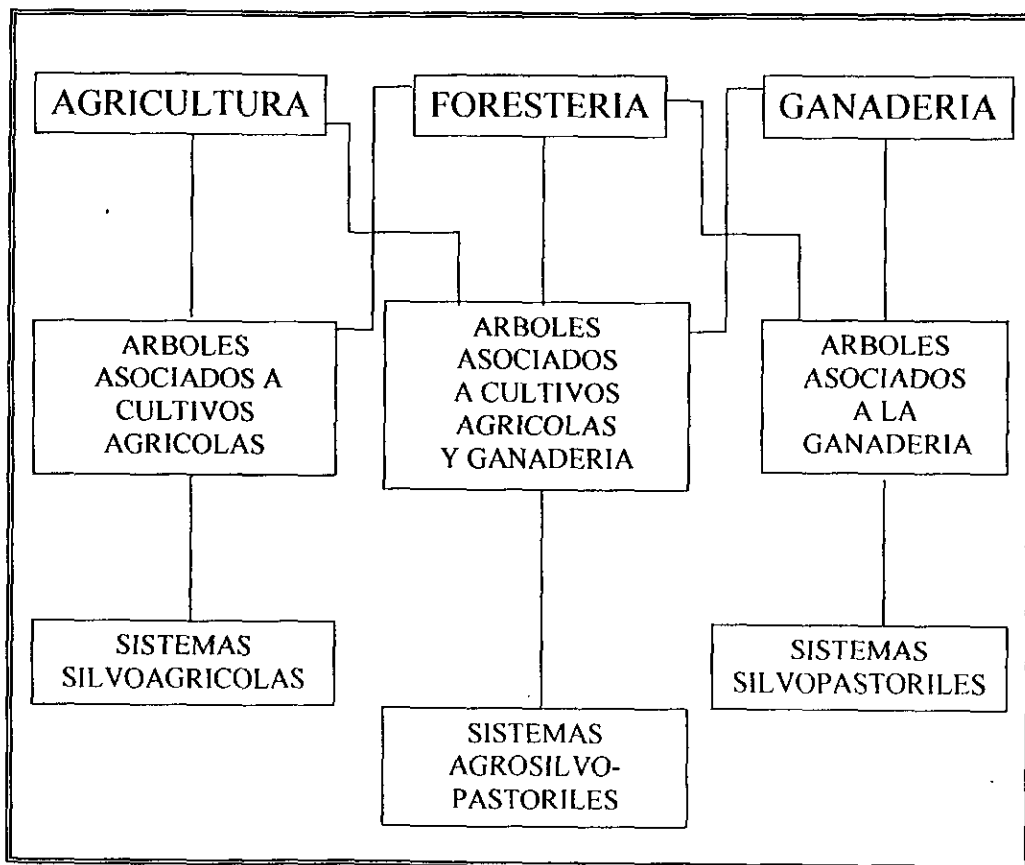 AGRICULTURA
FORESTERIA
GANADERIA
ARBOLES
ASOCIADOS A
CULTIVOS
AGRICOLAS
ARBOLES
ASOCIADOS
A CULTIVOS
AGRICOLAS
Y GANADERIA
ARBOLES
ASOCIADOS
A LA
GANADERIA
SISTEMAS
SILVOAGRICOLAS
SISTEMAS
AGROSILVO-
PASTORILES
SISTEMAS
SILVOPASTORILES